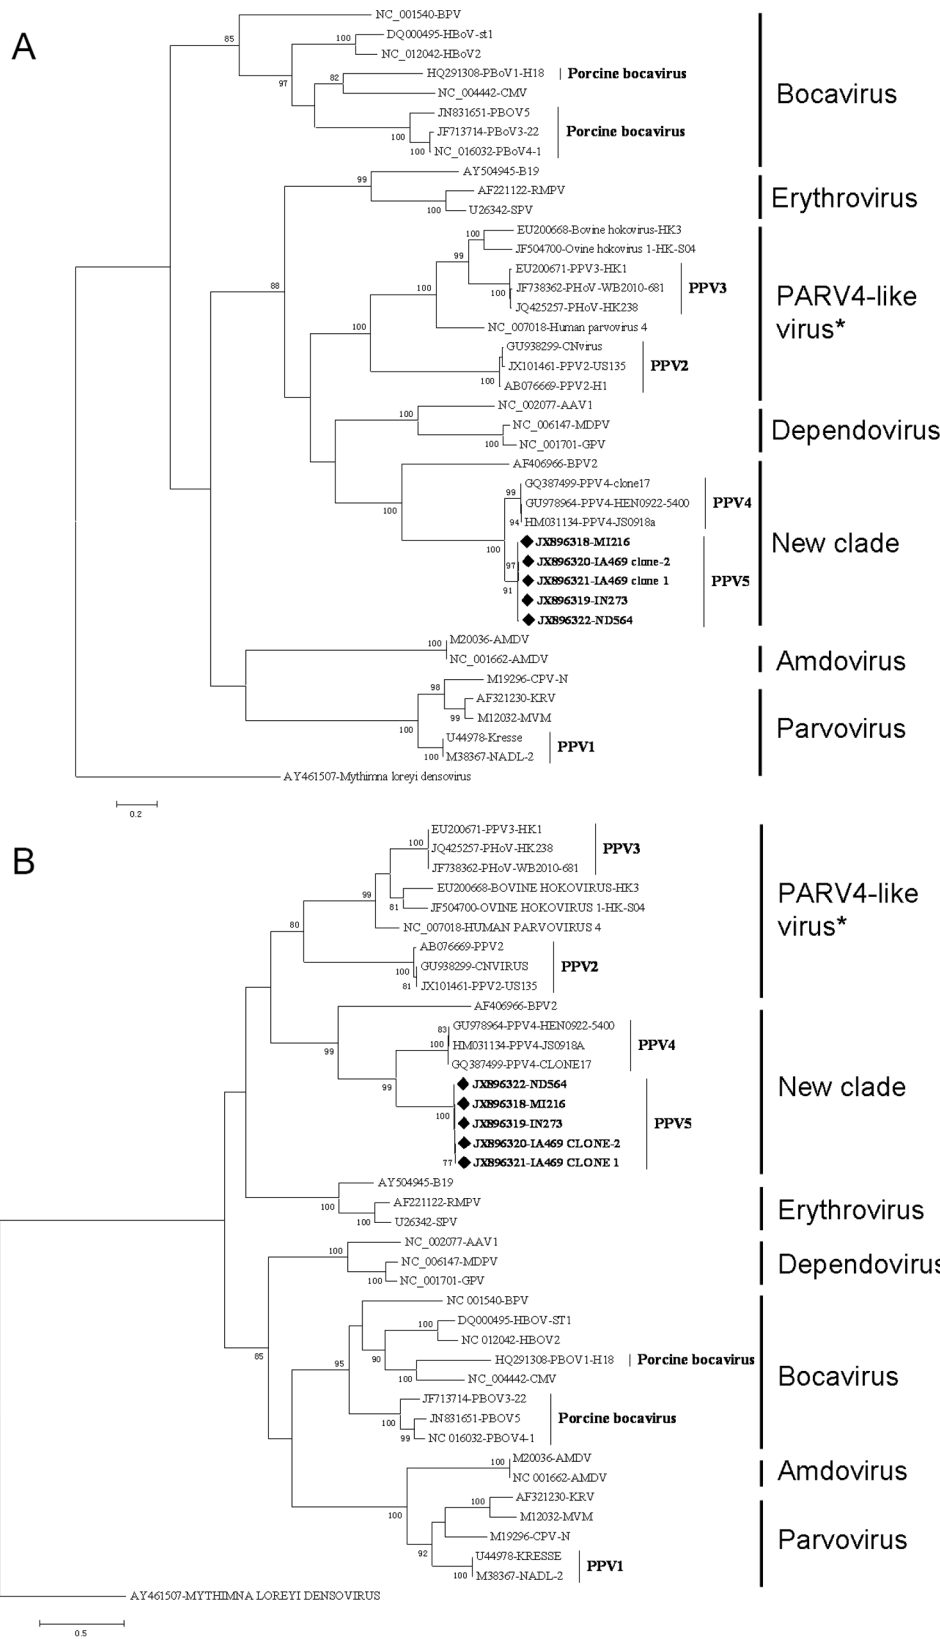 A
NC_001540-BPV
85
DQ000495-HBoV-st1
100
NC_012042-HBoV2
97
HQ291308-PBoV1-H18
Porcine bocavirus
82
NC_004442-CMV
Bocavirus
JN831651-PBOV5
JF713714-PBoV3-22
Porcine bocavirus
100
NC_016032-PBoV4-1
100
AY504945-B19
99
AF221122-RMPV
Erythrovirus
U26342-SPV
100
EU200668-Bovine hokovirus-HK3
100
JF504700-Ovine hokovirus 1-HK-S04
99
EU200671-PPV3-HK1
JF738362-PHoV-WB2010-681
PPV3
100
100
88
JQ425257-PHoV-HK238
PARV4-like
virus*
NC_007018-Human parvovirus 4
100
GU938299-CNvirus
JX101461-PPV2-US135
PPV2
AB076669-PPV2-H1
100
NC_002077-AAV1
100
NC_006147-MDPV
Dependovirus
NC_001701-GPV
100
AF406966-BPV2
GQ387499-PPV4-clone17
99
GU978964-PPV4-HEN0922-5400
PPV4
100
HM031134-PPV4-JS0918a
94
JX896318-MI216
100
New clade
JX896320-IA469 clone-2
97
JX896321-IA469 clone 1
PPV5
91
JX896319-IN273
JX896322-ND564
M20036-AMDV
100
NC_001662-AMDV
Amdovirus
M19296-CPV-N
98
AF321230-KRV
M12032-MVM
99
Parvovirus
100
U44978-Kresse
PPV1
M38367-NADL-2
100
AY461507-Mythimna loreyi densovirus
0.2
B
EU200671-PPV3-HK1
100
JQ425257-PHoV-HK238
PPV3
JF738362-PHoV-WB2010-681
99
EU200668-BOVINE HOKOVIRUS-HK3
PARV4-like
virus*
81
JF504700-OVINE HOKOVIRUS 1-HK-S04
80
NC_007018-HUMAN PARVOVIRUS 4
AB076669-PPV2
100
GU938299-CNVIRUS
PPV2
81
JX101461-PPV2-US135
AF406966-BPV2
83
GU978964-PPV4-HEN0922-5400
100
HM031134-PPV4-JS0918A
PPV4
99
GQ387499-PPV4-CLONE17
99
JX896322-ND564
New clade
JX896318-MI216
100
JX896319-IN273
PPV5
JX896320-IA469 CLONE-2
77
JX896321-IA469 CLONE 1
AY504945-B19
100
AF221122-RMPV
Erythrovirus
100
U26342-SPV
NC_002077-AAV1
100
NC_006147-MDPV
Dependovirus
100
NC_001701-GPV
NC 001540-BPV
DQ000495-HBOV-ST1
100
NC 012042-HBOV2
85
95
90
HQ291308-PBOV1-H18
Porcine bocavirus
100
NC_004442-CMV
Bocavirus
JF713714-PBOV3-22
100
JN831651-PBOV5
Porcine bocavirus
99
NC 016032-PBOV4-1
M20036-AMDV
100
NC 001662-AMDV
Amdovirus
AF321230-KRV
100
M12032-MVM
100
M19296-CPV-N
Parvovirus
92
U44978-KRESSE
PPV1
100
M38367-NADL-2
AY461507-MYTHIMNA LOREYI DENSOVIRUS
0.5